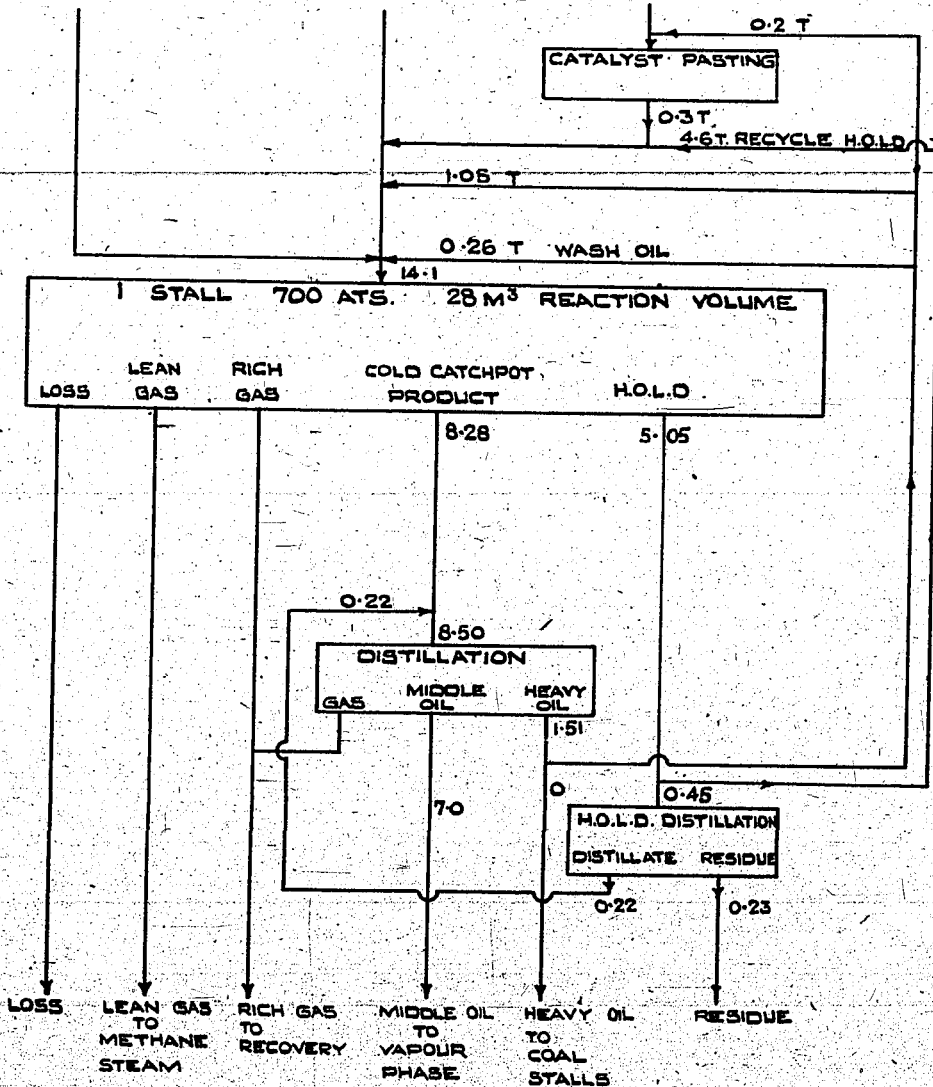 0.2 T
CATALYST PASTING
0.3 T.
4.6 T. RECYCLE H.O.L.D
1.05 T
0.26 T WASH OIL
14.1
1 STALL 700 ATS. 28 M³ REACTION VOLUME
LOSS
LEAN
GAS
RICH
GAS
COLD CATCHPOT
PRODUCT
H.O.L.D
8.28
5.05
0.22
8.50
DISTILLATION
GAS
MIDDLE
OIL
HEAVY
OIL
1.51
7.0
0
0.45
H.O.L.D. DISTILLATION
DISTILLATE RESIDUE
0.22
0.23
LOSS
LEAN GAS
TO
METHANE
STEAM
RICH GAS
TO
RECOVERY
MIDDLE OIL
TO
VAPOUR
PHASE
HEAVY OIL
TO
COAL
STALLS
RESIDUE